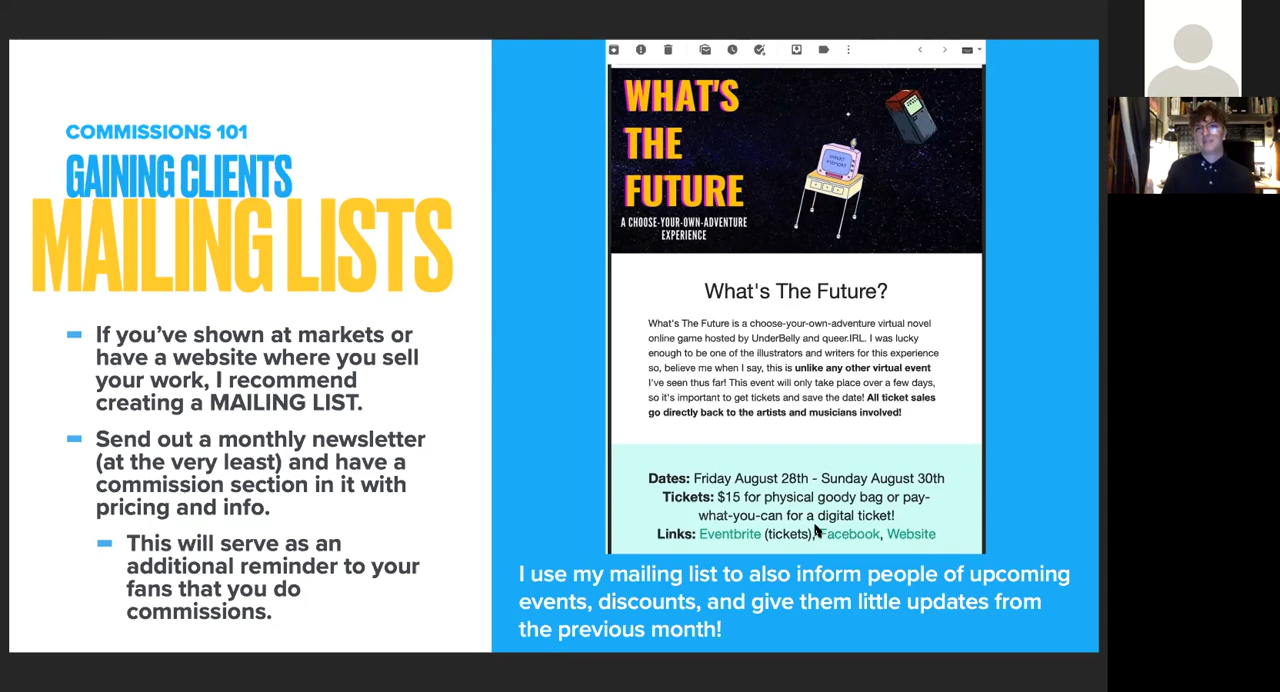 COMMISSIONS 101
GAINING CLIENTS
MAILING LISTS
If you've shown at markets or
have a website where you sell
your work, I recommend
creating a MAILING LIST.
Send out a monthly newsletter
(at the very least) and have a
commission section in it with
pricing and info.
This will serve as an
additional reminder to your
fans that you do
commissions.
WHAT'S
THE
FUTURE
A CHOOSE-YOUR-OWN-ADVENTURE
EXPERIENCE
What's The Future?
What's The Future is a choose-your-own-adventure virtual novel
online game hosted by UnderBelly and queer.IRL. I was lucky
enough to be one of the illustrators and writers for this experience
so, believe me when I say, this is unlike any other virtual event
I've seen thus far! This event will only take place over a few days,
so it's important to get tickets and save the date! All ticket sales
go directly back to the artists and musicians involved!
Dates: Friday August 28th - Sunday August 30th
Tickets: $15 for physical goody bag or pay-
what-you-can for a digital ticket!
Links: Eventbrite (tickets), Facebook, Website
I use my mailing list to also inform people of upcoming
events, discounts, and give them little updates from
the previous month!